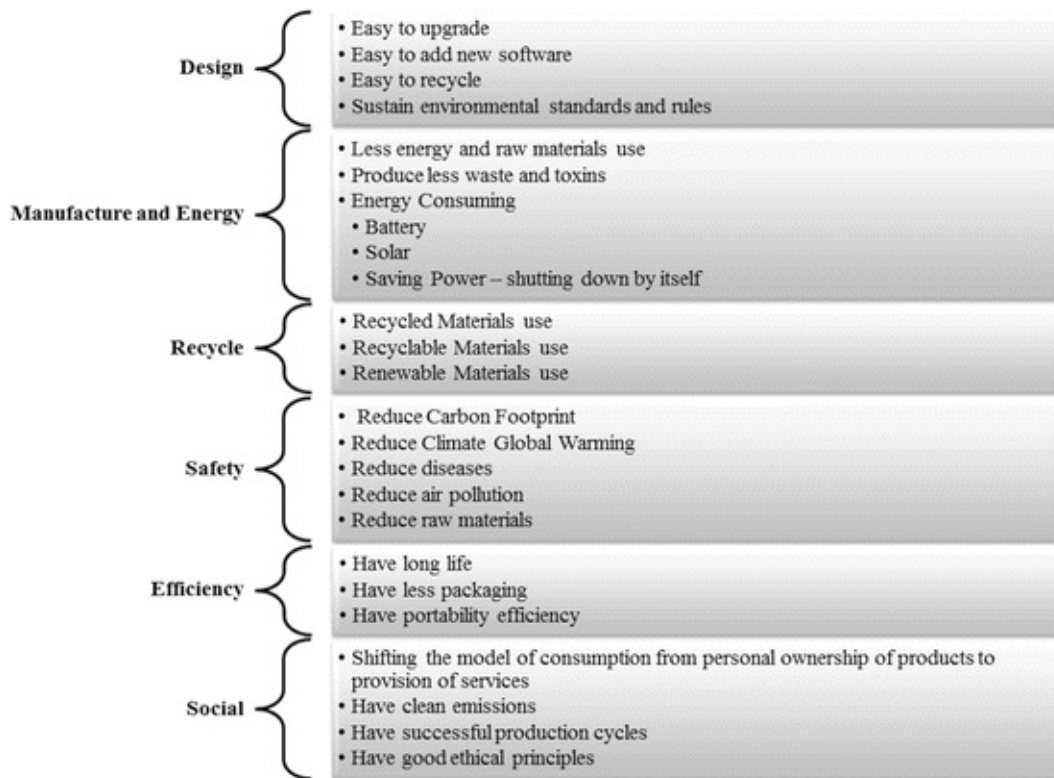 Design
• Easy to upgrade
• Easy to add new software
• Easy to recycle
• Sustain environmental standards and rules
Manufacture and Energy
• Less energy and raw materials use
• Produce less waste and toxins
• Energy Consuming
• Battery
• Solar
• Saving Power – shutting down by itself
Recycle
• Recycled Materials use
• Recyclable Materials use
• Renewable Materials use
Safety
• Reduce Carbon Footprint
• Reduce Climate Global Warming
• Reduce diseases
• Reduce air pollution
• Reduce raw materials
Efficiency
• Have long life
• Have less packaging
• Have portability efficiency
Social
• Shifting the model of consumption from personal ownership of products to
provision of services
• Have clean emissions
• Have successful production cycles
• Have good ethical principles